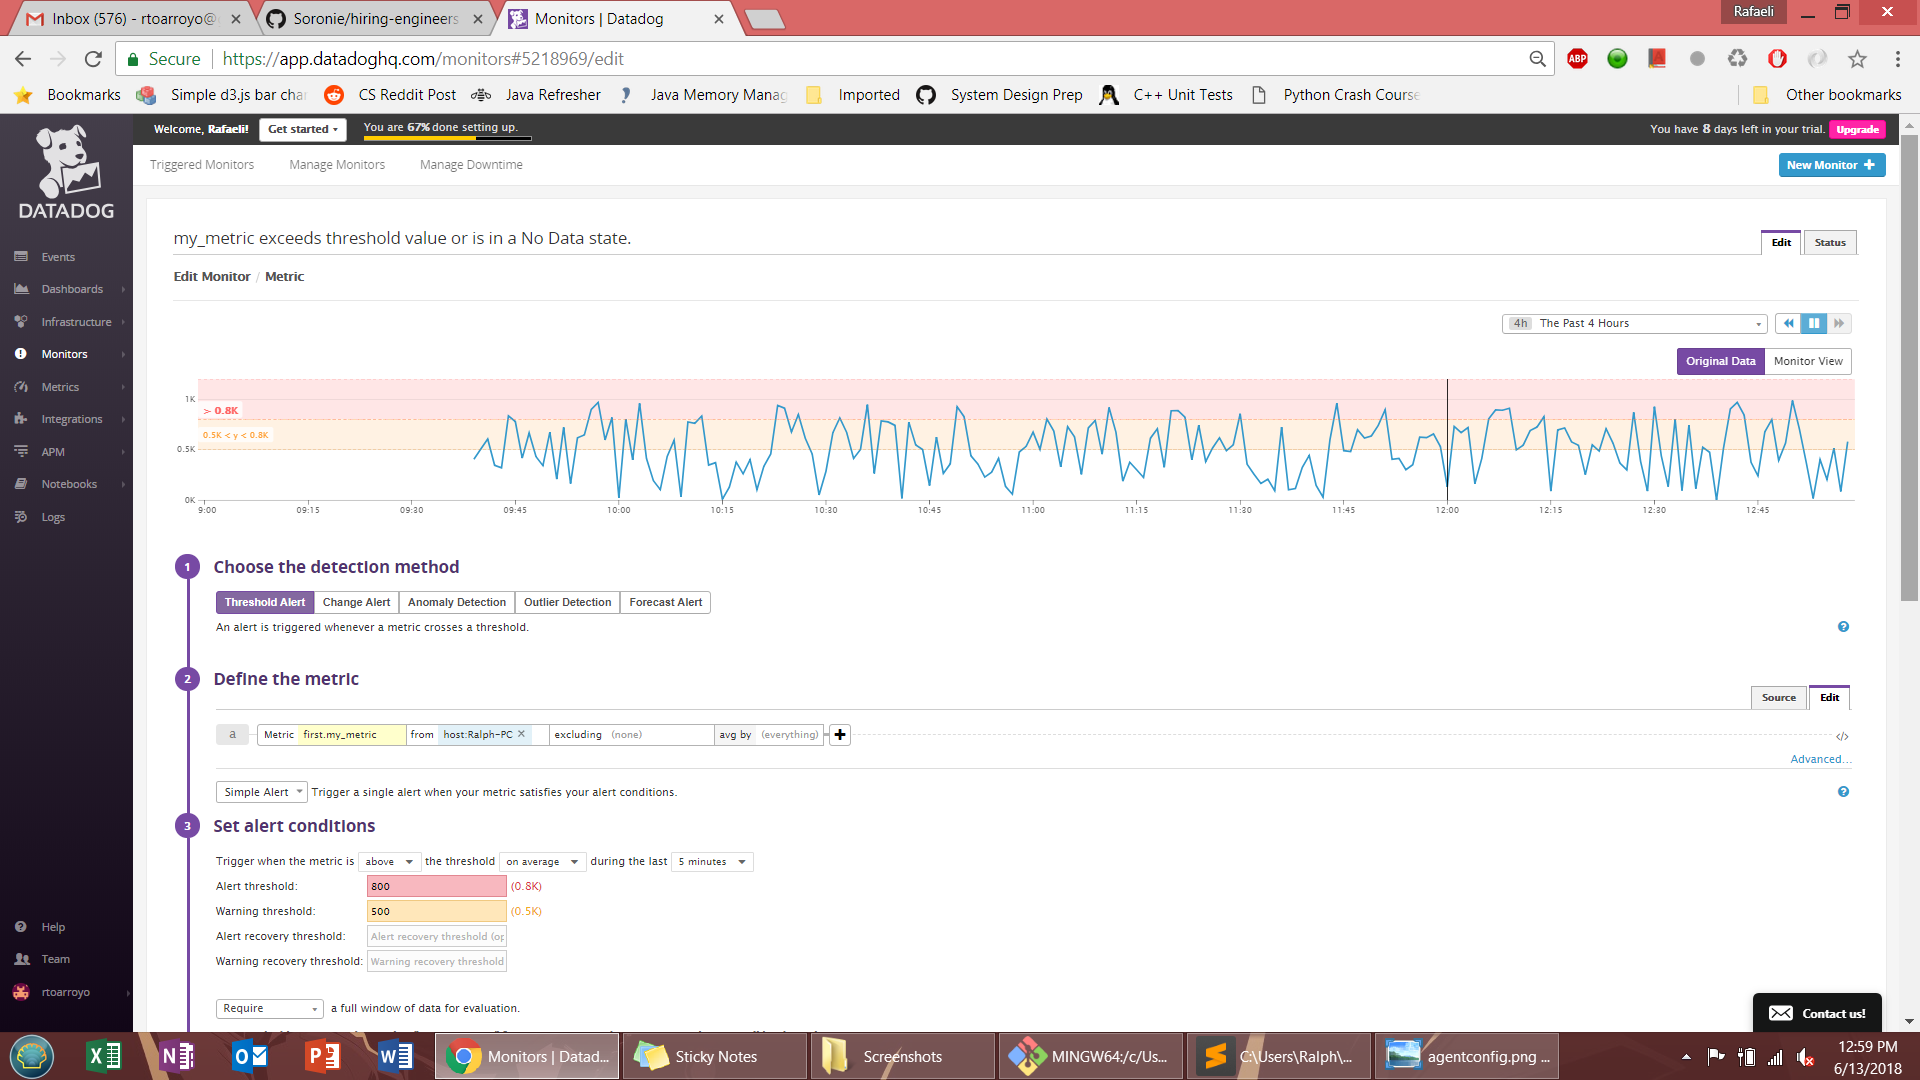 Inbox (576) - rtoarroyo@
Soronie/hiring-engineers
Monitors | Datadog
Rafaeli
Secure
https://app.datadoghq.com/monitors#5218969/edit
ABP
Bookmarks
Simple d3.js bar char
CS Reddit Post
Java Refresher
Java Memory Manag
Imported
System Design Prep
C++ Unit Tests
Python Crash Course
Other bookmarks
DATADOG
Welcome, Rafaeli!
Get started
You are 67% done setting up.
You have 8 days left in your trial.
Upgrade
Triggered Monitors
Manage Monitors
Manage Downtime
New Monitor +
Events
Dashboards
Infrastructure
Monitors
Metrics
Integrations
APM
Notebooks
Logs
Help
Team
rtoarroyo
my_metric exceeds threshold value or is in a No Data state.
Edit
Status
Edit Monitor / Metric
4h The Past 4 Hours
Original Data
Monitor View
1K
> 0.8K
0.5K < y < 0.8K
0.5K
0K
9:00 09:15 09:30 09:45 10:00 10:15 10:30 10:45 11:00 11:15 11:30 11:45 12:00 12:15 12:30 12:45
1 Choose the detection method
Threshold Alert
Change Alert
Anomaly Detection
Outlier Detection
Forecast Alert
An alert is triggered whenever a metric crosses a threshold.
2 Define the metric
Source
Edit
a
Metric first.my_metric from host:Ralph-PC × excluding (none) avg by (everything) +
</>
Advanced...
Simple Alert Trigger a single alert when your metric satisfies your alert conditions.
3 Set alert conditions
Trigger when the metric is above the threshold on average during the last 5 minutes
Alert threshold: 800 (0.8K)
Warning threshold: 500 (0.5K)
Alert recovery threshold: Alert recovery threshold (op
Warning recovery threshold: Warning recovery threshold
Require a full window of data for evaluation.
Contact us!
Monitors | Datad...
Sticky Notes
Screenshots
MINGW64:/c/Us...
C:\Users\Ralph\...
agentconfig.png ...
12:59 PM
6/13/2018